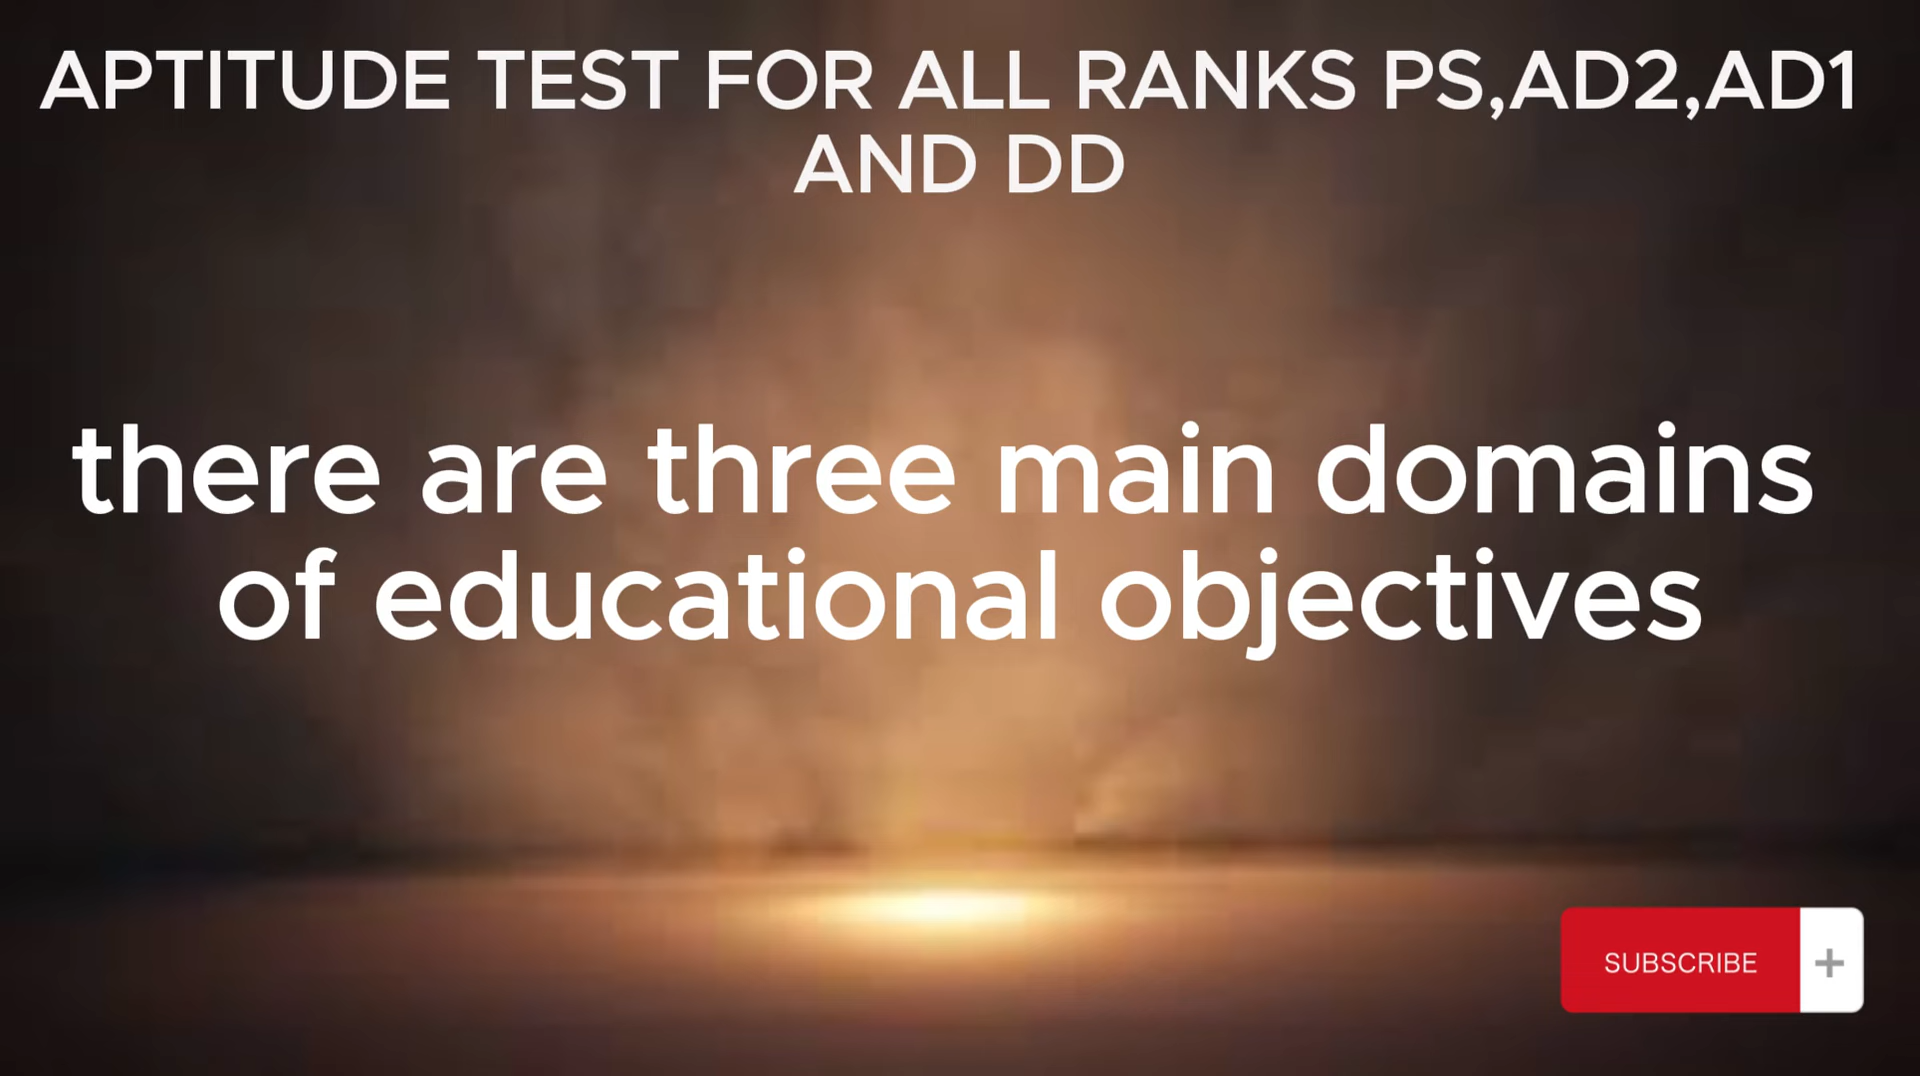 APTITUDE TEST FOR ALL RANKS PS,AD2,AD1
AND DD
there are three main domains
of educational objectives
SUBSCRIBE +